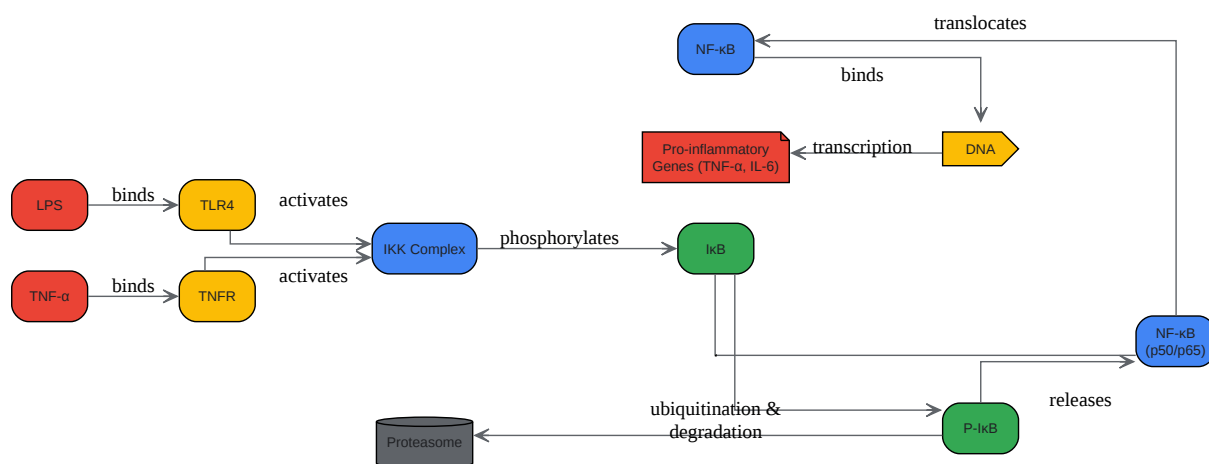 translocates
NF-κB
binds
Pro-inflammatory
Genes (TNF-α, IL-6)
transcription
DNA
LPS
binds
TLR4
activates
IKK Complex
phosphorylates
IκB
TNF-α
binds
TNFR
activates
NF-κB
(p50/p65)
releases
ubiquitination &
degradation
P-IκB
Proteasome